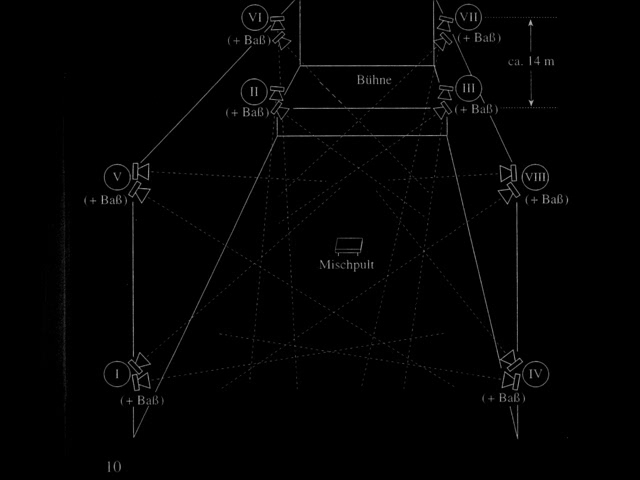 VI
VII
(+ Baß)
(+ Baß)
ca. 14 m
Bühne
II
III
(+ Baß)
(+ Baß)
V
VIII
(+ Baß)
(+ Baß)
Mischpult
I
IV
(+ Baß)
(+ Baß)
10